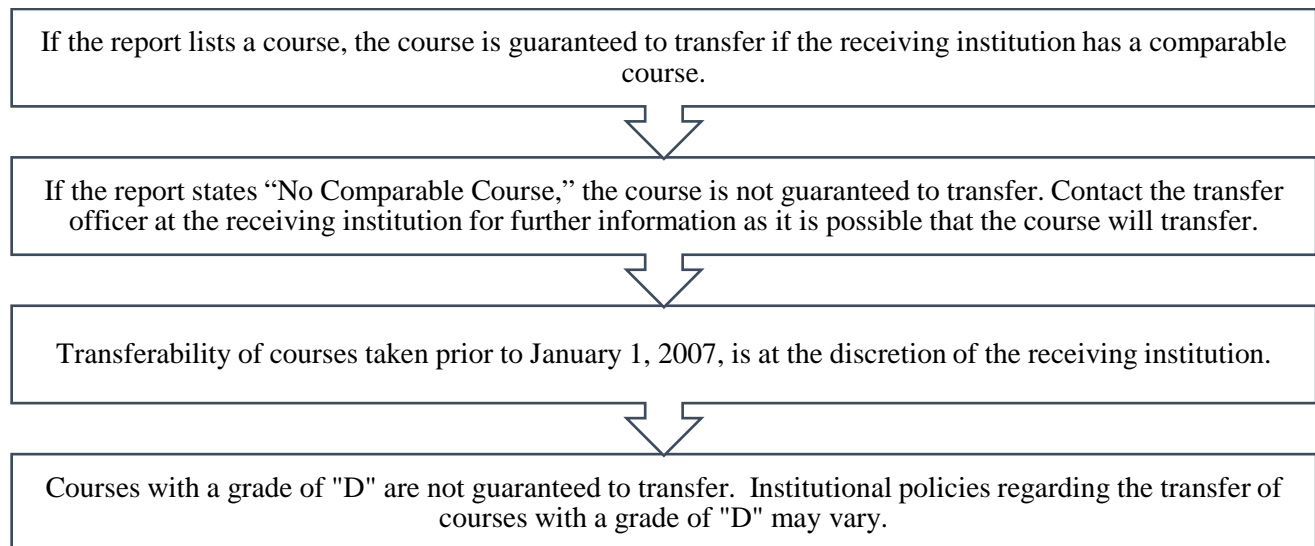 If the report lists a course, the course is guaranteed to transfer if the receiving institution has a comparable
course.
If the report states “No Comparable Course,” the course is not guaranteed to transfer. Contact the transfer
officer at the receiving institution for further information as it is possible that the course will transfer.
Transferability of courses taken prior to January 1, 2007, is at the discretion of the receiving institution.
Courses with a grade of "D" are not guaranteed to transfer.  Institutional policies regarding the transfer of
courses with a grade of "D" may vary.